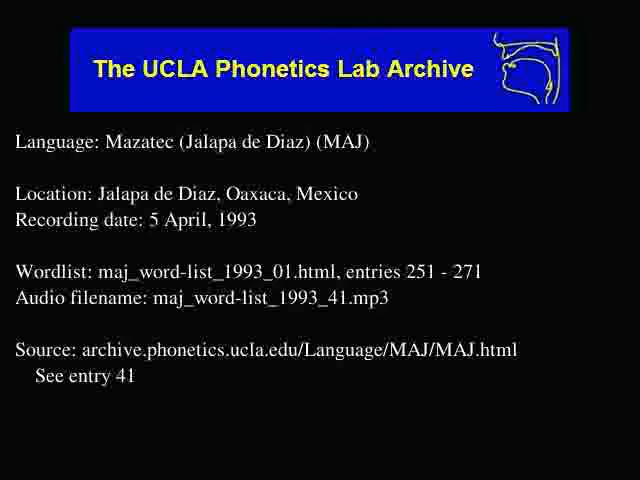 The UCLA Phonetics Lab Archive
Language: Mazatec (Jalapa de Diaz) (MAJ)
Location: Jalapa de Diaz, Oaxaca, Mexico
Recording date: 5 April, 1993
Wordlist: maj_word-list_1993_01.html, entries 251 - 271
Audio filename: maj_word-list_1993_41.mp3
Source: archive.phonetics.ucla.edu/Language/MAJ/MAJ.html
See entry 41